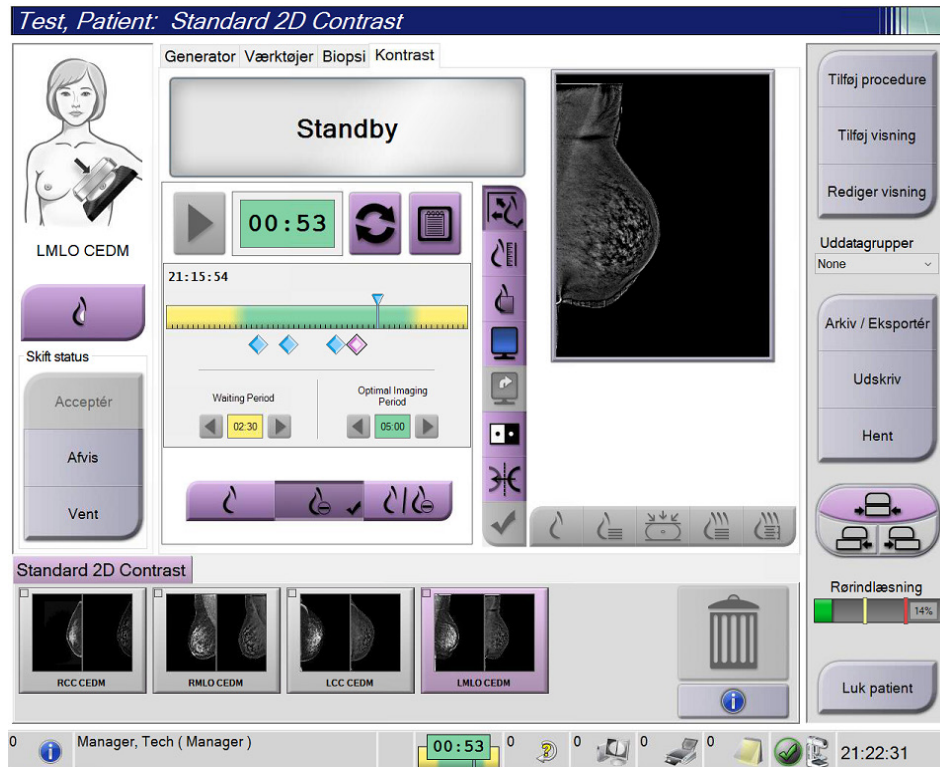 Test, Patient: Standard 2D Contrast
LMLO CEDM
Skift status
Acceptér
Afvis
Vent
Generator
Værktøjer
Biopsi
Kontrast
Standby
00:53
21:15:54
Waiting Period
02:30
Optimal Imaging
Period
05:00
Tilføj procedure
Tilføj visning
Rediger visning
Uddatagrupper
None
Arkiv / Eksportér
Udskriv
Hent
Rørindlæsning
14%
Luk patient
Standard 2D Contrast
RCC CEDM
RMLO CEDM
LCC CEDM
LMLO CEDM
0
Manager, Tech ( Manager )
00:53
0
0
0
0
21:22:31